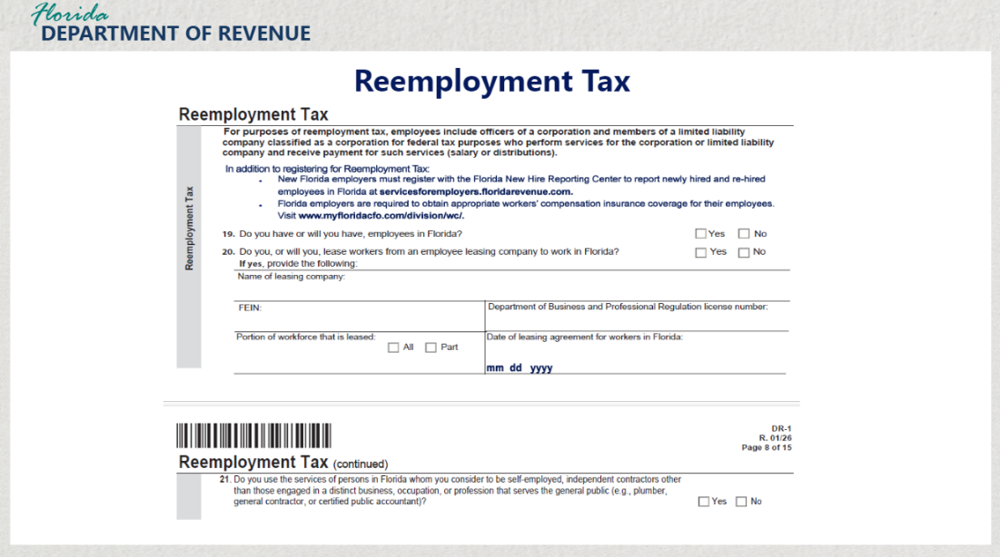 Florida
DEPARTMENT OF REVENUE
Reemployment Tax
Reemployment Tax
Reemployment Tax
For purposes of reemployment tax, employees include officers of a corporation and members of a limited liability
company classified as a corporation for federal tax purposes who perform services for the corporation or limited liability
company and receive payment for such services (salary or distributions).
In addition to registering for Reemployment Tax:
• New Florida employers must register with the Florida New Hire Reporting Center to report newly hired and re-hired
employees in Florida at servicesforemployers.floridarevenue.com.
• Florida employers are required to obtain appropriate workers' compensation insurance coverage for their employees.
Visit www.myfloridacfo.com/division/wc/.
19. Do you have or will you have, employees in Florida? Yes No
20. Do you, or will you, lease workers from an employee leasing company to work in Florida? Yes No
If yes, provide the following:
Name of leasing company:
FEIN: Department of Business and Professional Regulation license number:
Portion of workforce that is leased: All Part Date of leasing agreement for workers in Florida:
mm dd yyyy
DR-1
R. 01/26
Page 8 of 15
Reemployment Tax (continued)
21. Do you use the services of persons in Florida whom you consider to be self-employed, independent contractors other
than those engaged in a distinct business, occupation, or profession that serves the general public (e.g., plumber,
general contractor, or certified public accountant)? Yes No